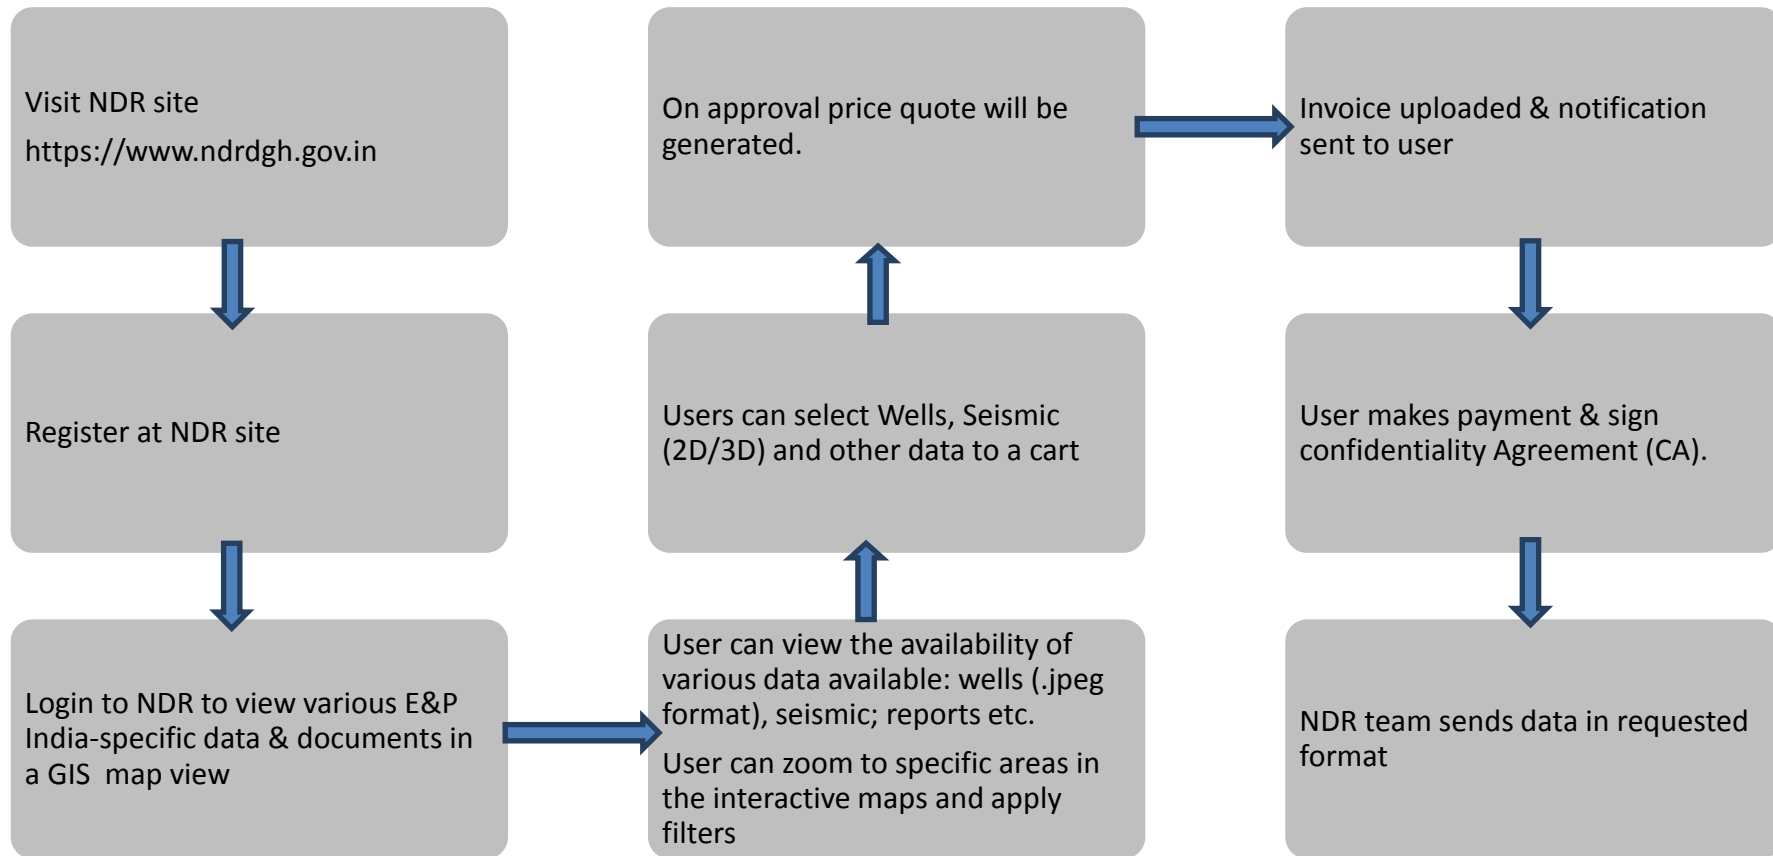 Visit NDR site
https://www.ndrdgh.gov.in
Register at NDR site
Login to NDR to view various E&P
India-specific data & documents in
a GIS map view
User can view the availability of
various data available: wells (.jpeg
format), seismic; reports etc.
User can zoom to specific areas in
the interactive maps and apply
filters
Users can select Wells, Seismic
(2D/3D) and other data to a cart
On approval price quote will be
generated.
Invoice uploaded & notification
sent to user
User makes payment & sign
confidentiality Agreement (CA).
NDR team sends data in requested
format